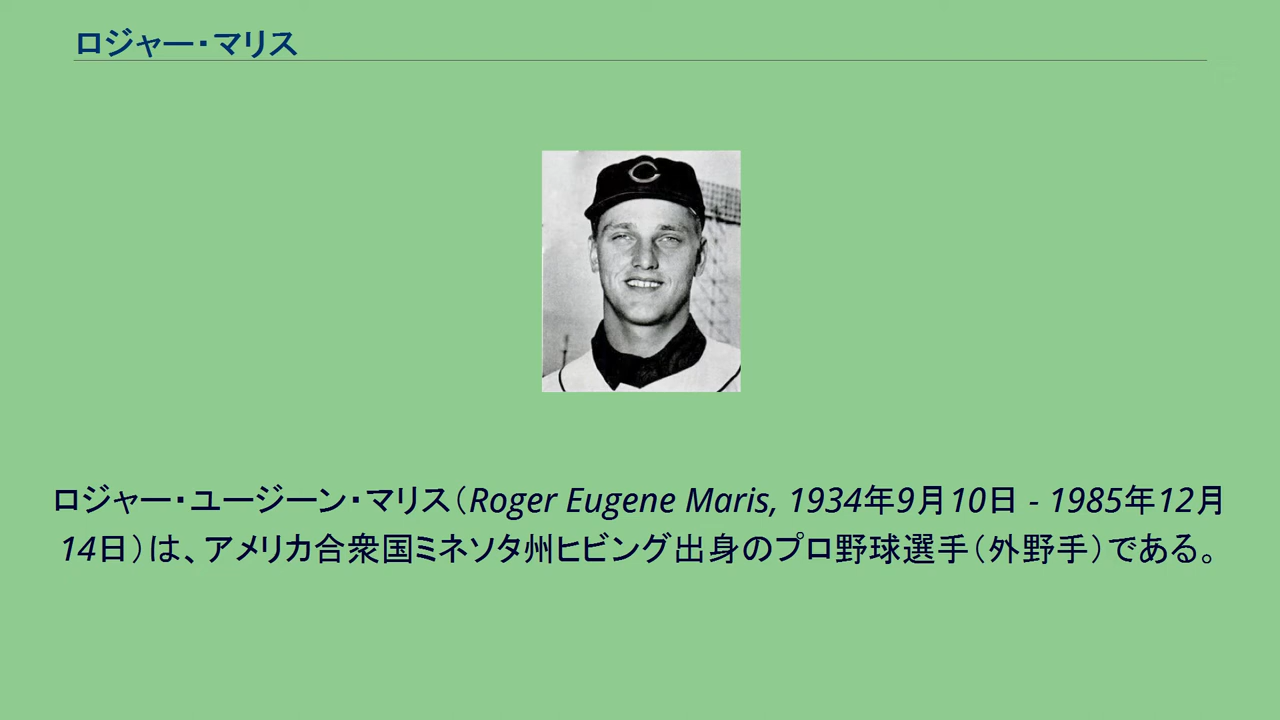 ロジャー・マリス
C
ロジャー・ユージーン・マリス（Roger Eugene Maris, 1934年9月10日 - 1985年12月
14日）は、アメリカ合衆国ミネソタ州ヒビング出身のプロ野球選手（外野手）である。